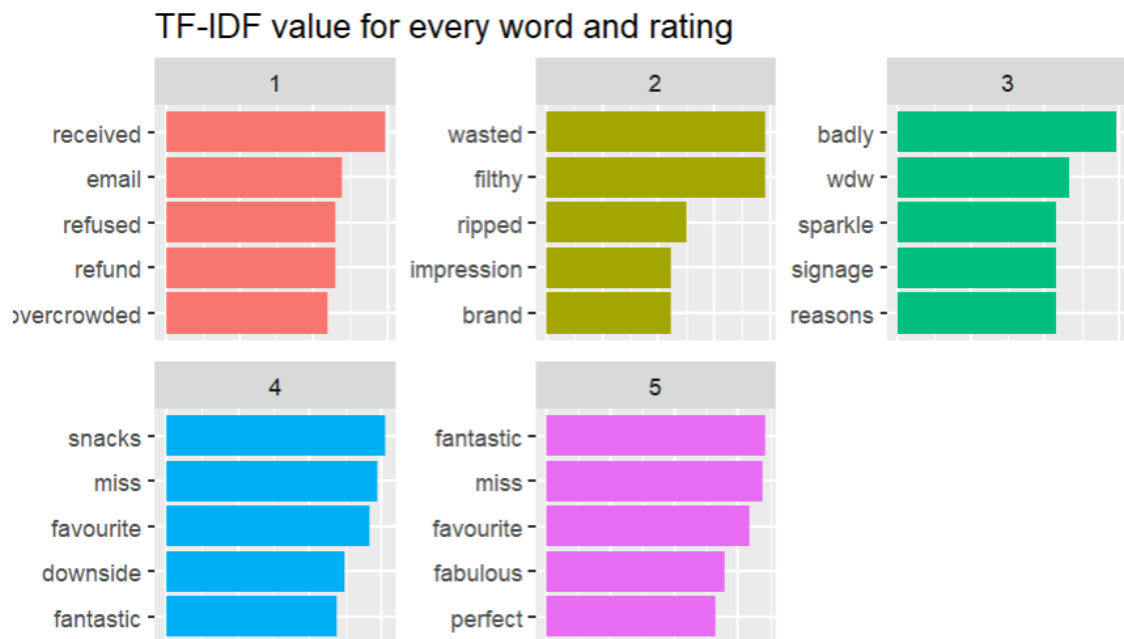 TF-IDF value for every word and rating
1
received
email
refused
refund
overcrowded
2
wasted
filthy
ripped
impression
brand
3
badly
wdw
sparkle
signage
reasons
4
snacks
miss
favourite
downside
fantastic
5
fantastic
miss
favourite
fabulous
perfect